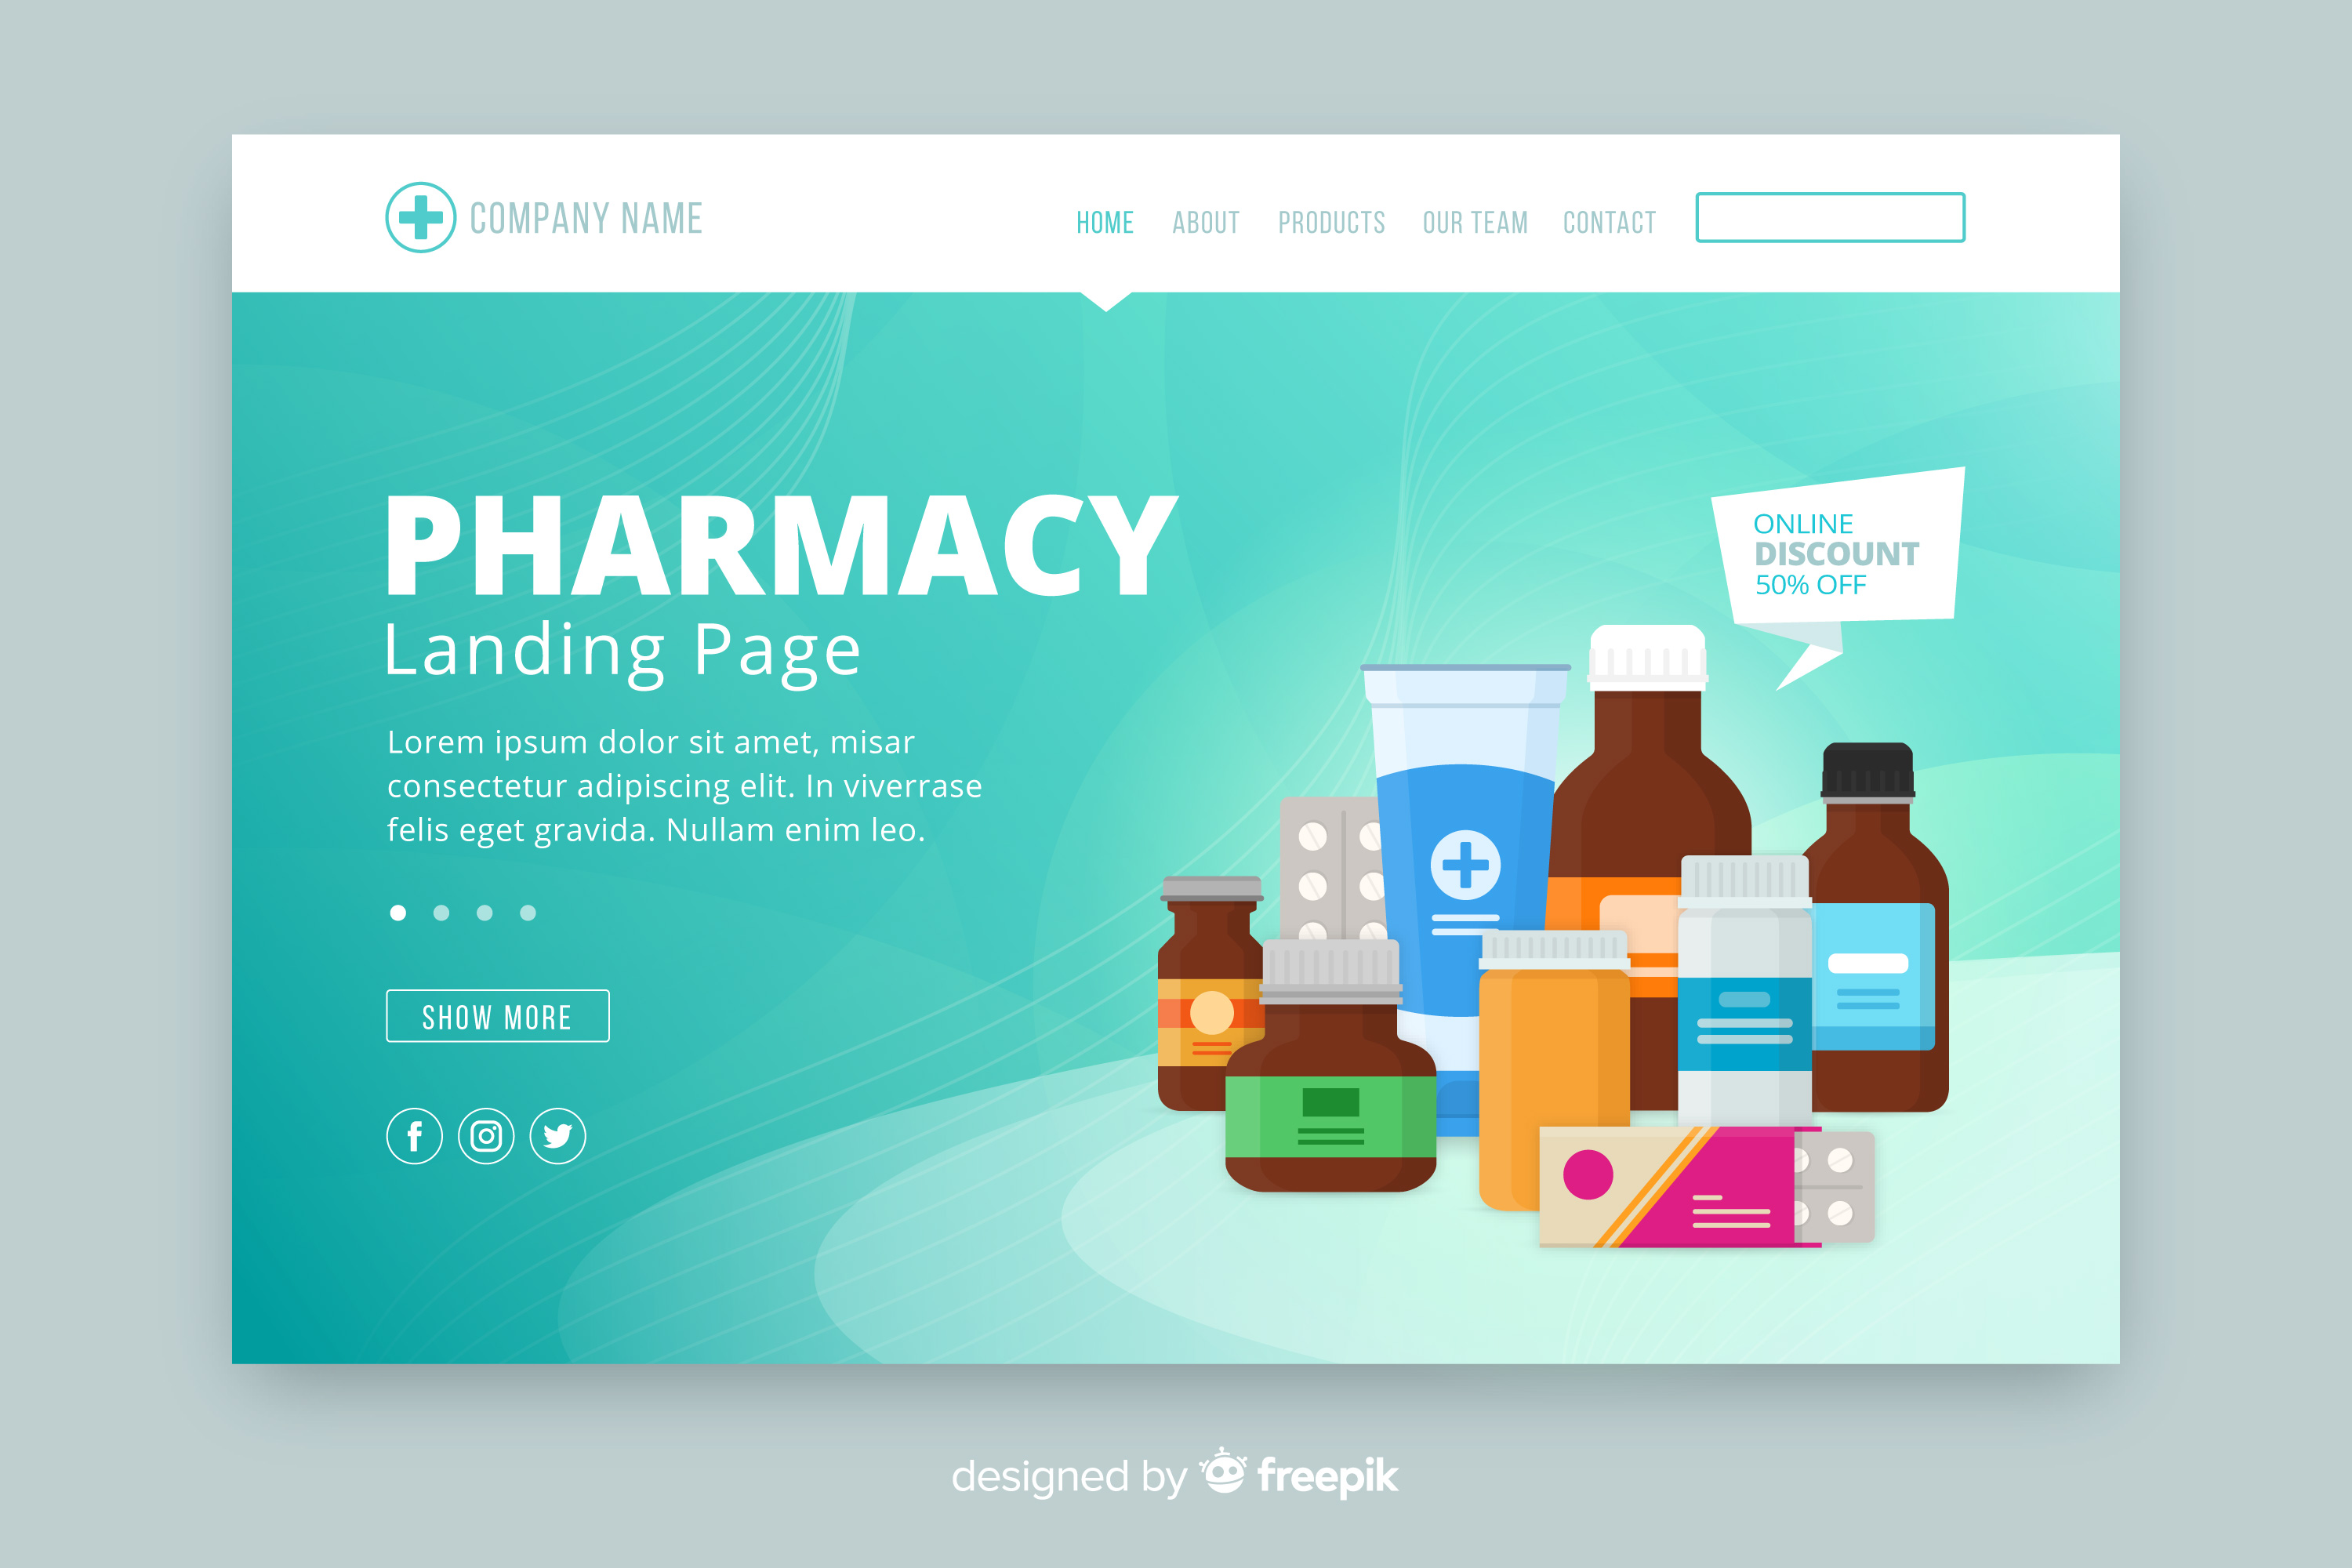 COMPANY NAME
HOME ABOUT PRODUCTS OUR TEAM CONTACT
PHARMACY
Landing Page
Lorem ipsum dolor sit amet, misar
consectetur adipiscing elit. In viverrase
felis eget gravida. Nullam enim leo.
SHOW MORE
ONLINE
DISCOUNT
50% OFF
designed by freepik